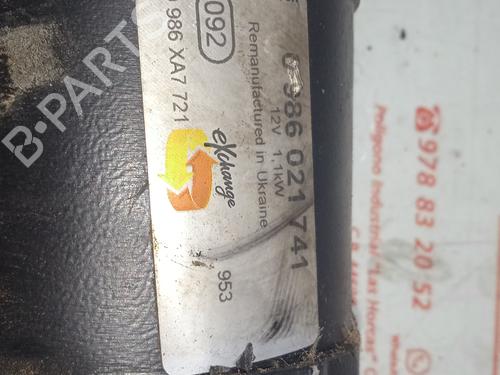 092
986 XA7 721
0 986 021 741
12V 1.1kW
Remanufactured in Ukraine
eXchange
953
B-PARTS
☎ 978 83 20 52
Polígono Industrial "Las Horcas"